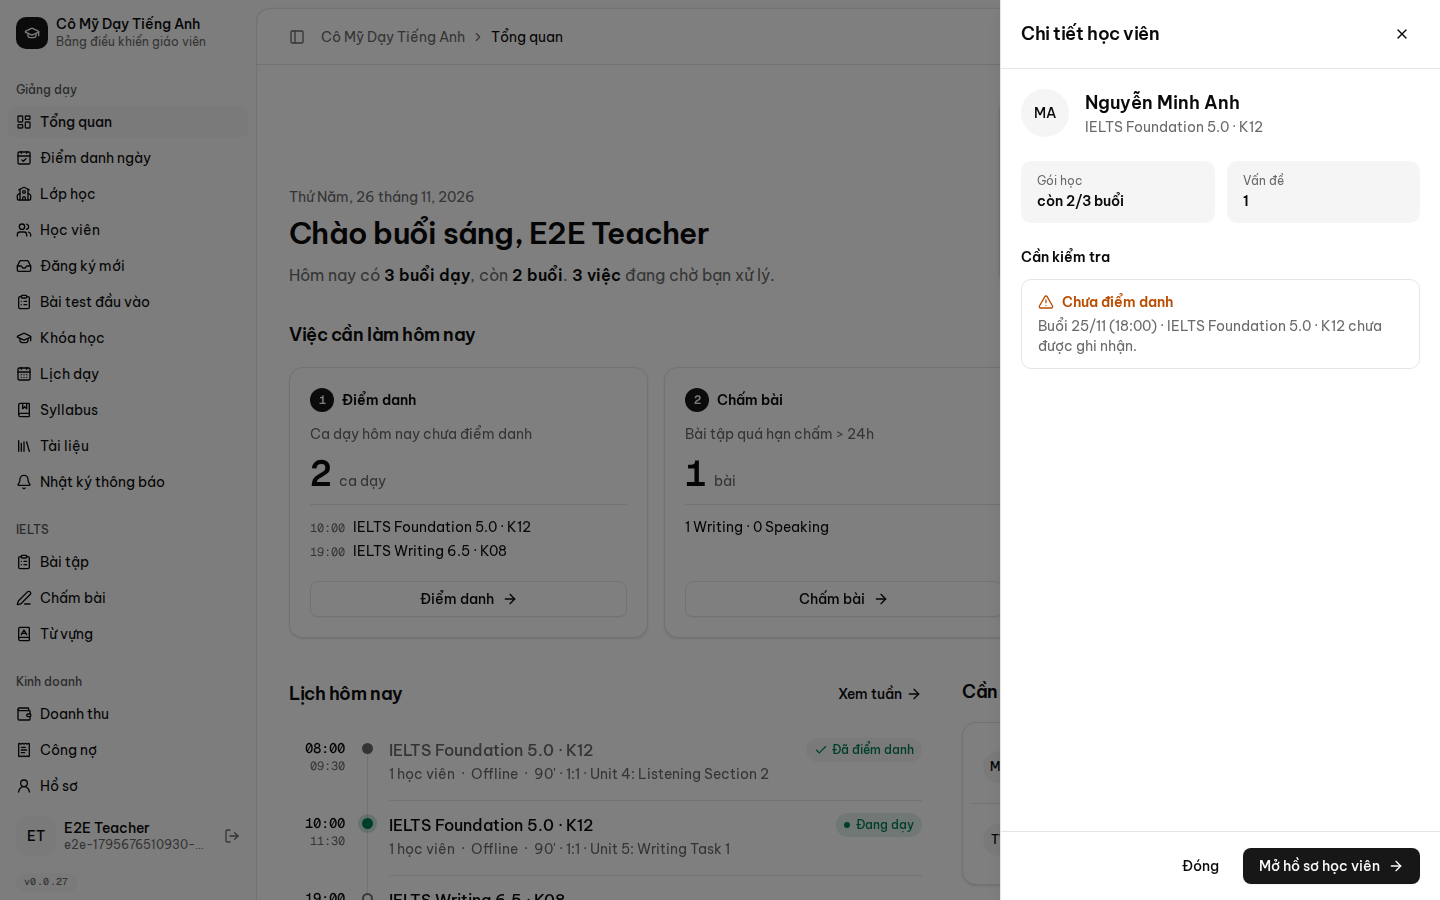 Cô Mỹ Dạy Tiếng Anh
Bảng điều khiển giáo viên
Giảng dạy
Tổng quan
Điểm danh ngày
Lớp học
Học viên
Đăng ký mới
Bài test đầu vào
Khóa học
Lịch dạy
Syllabus
Tài liệu
Nhật ký thông báo
IELTS
Bài tập
Chấm bài
Từ vựng
Kinh doanh
Doanh thu
Công nợ
Hồ sơ
ET
E2E Teacher
e2e-1795676510930-...
v0.0.27
Cô Mỹ Dạy Tiếng Anh > Tổng quan
Thứ Năm, 26 tháng 11, 2026
Chào buổi sáng, E2E Teacher
Hôm nay có 3 buổi dạy, còn 2 buổi. 3 việc đang chờ bạn xử lý.
Việc cần làm hôm nay
1 Điểm danh
Ca dạy hôm nay chưa điểm danh
2 ca dạy
10:00 IELTS Foundation 5.0 · K12
19:00 IELTS Writing 6.5 · K08
Điểm danh →
2 Chấm bài
Bài tập quá hạn chấm > 24h
1 bài
1 Writing · 0 Speaking
Chấm bài →
Lịch hôm nay
Xem tuần →
08:00 IELTS Foundation 5.0 · K12 Đã điểm danh
09:30 1 học viên · Offline · 90' · 1:1 · Unit 4: Listening Section 2
10:00 IELTS Foundation 5.0 · K12 Đang dạy
11:30 1 học viên · Offline · 90' · 1:1 · Unit 5: Writing Task 1
19:00 IELTS Writing 6.5 · K08
Cần
M
T
Chi tiết học viên
MA
Nguyễn Minh Anh
IELTS Foundation 5.0 · K12
Gói học
còn 2/3 buổi
Vấn đề
1
Cần kiểm tra
Chưa điểm danh
Buổi 25/11 (18:00) · IELTS Foundation 5.0 · K12 chưa
được ghi nhận.
Đóng
Mở hồ sơ học viên →